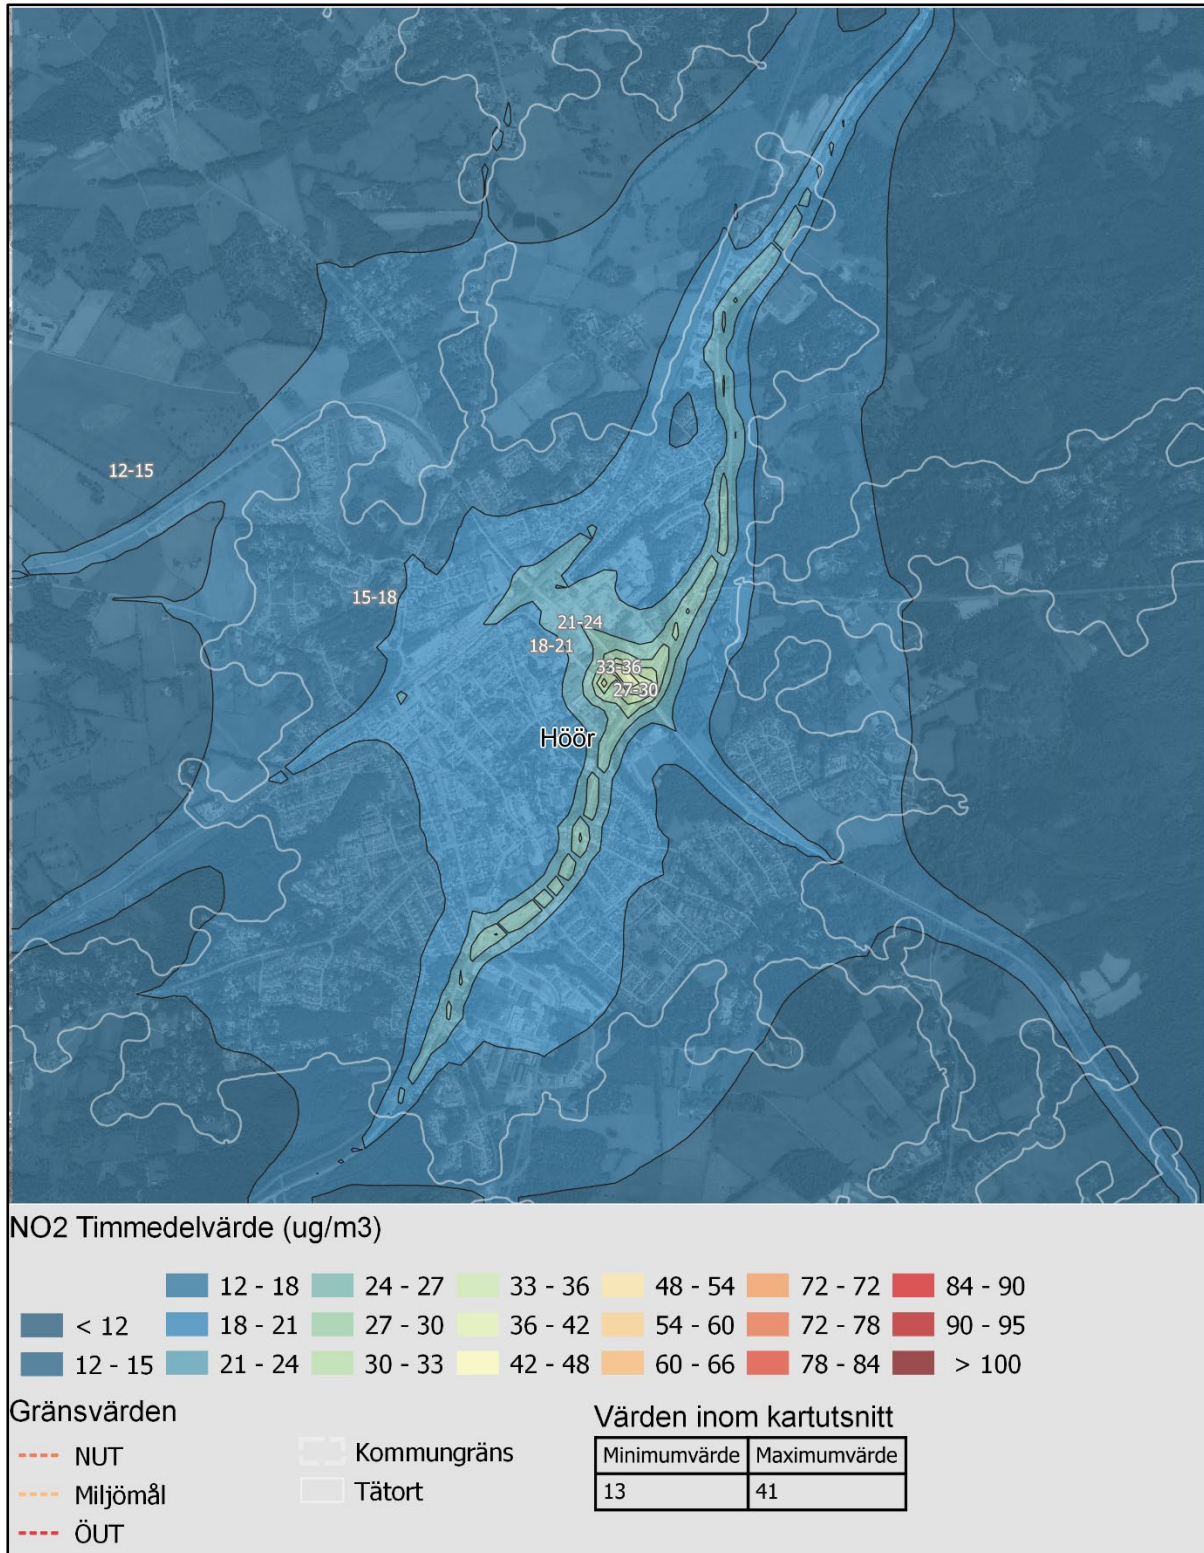 12-15
15-18
21-24
18-21
33-36
27-30
Höör
NO2 Timmedelvärde (ug/m3)
12 - 18 24 - 27 33 - 36 48 - 54 72 - 72 84 - 90
< 12 18 - 21 27 - 30 36 - 42 54 - 60 72 - 78 90 - 95
12 - 15 21 - 24 30 - 33 42 - 48 60 - 66 78 - 84 > 100
Gränsvärden
NUT
Miljömål
ÖUT
Kommungräns
Tätort
Värden inom kartutsnitt
Minimumvärde Maximumvärde
13 41